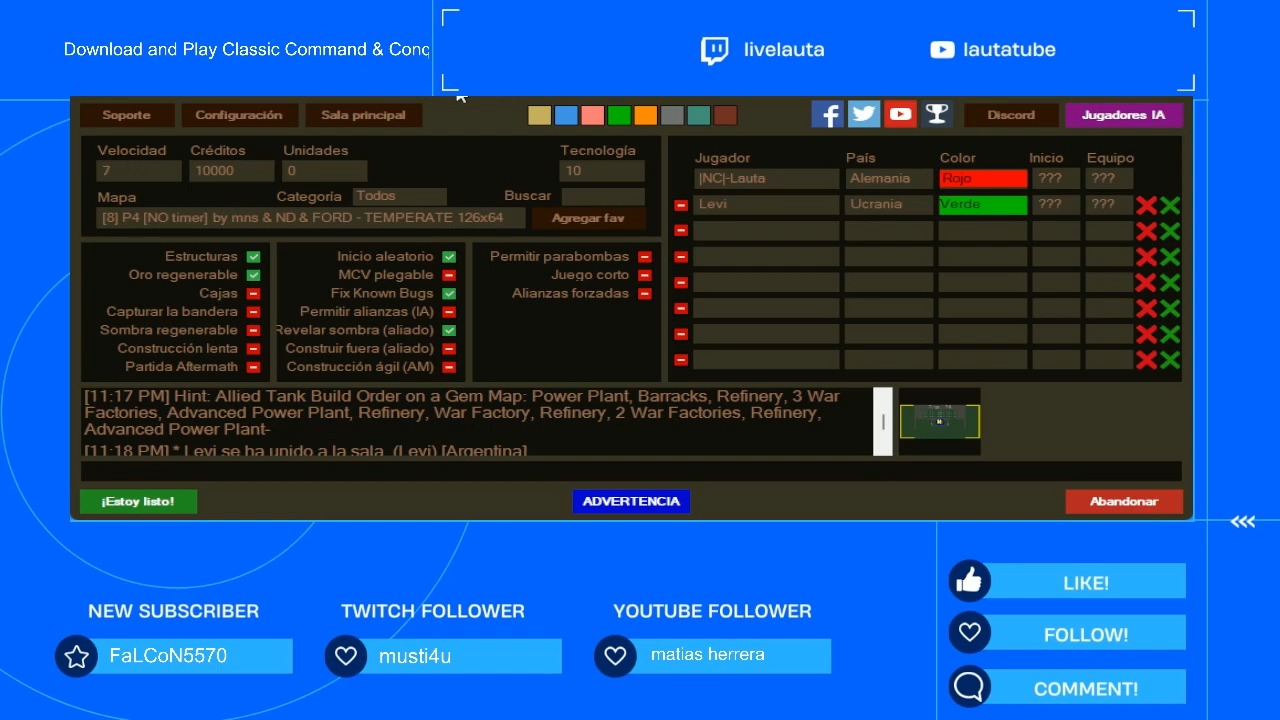 Download and Play Classic Command & Conq
livelauta
lautatube
Soporte
Configuración
Sala principal
Discord
Jugadores IA
Velocidad
Créditos
Unidades
Tecnología
7
10000
0
10
Mapa
Categoría
Todos
Buscar
[8] P4 [NO timer] by mns & ND & FORD - TEMPERATE 126x64
Agregar fav
Jugador
País
Color
Inicio
Equipo
|NC|-Lauta
Alemania
Rojo
???
???
Levi
Ucrania
Verde
???
???
Estructuras
Oro regenerable
Cajas
Capturar la bandera
Sombra regenerable
Construcción lenta
Partida Aftermath
Inicio aleatorio
MCV plegable
Fix Known Bugs
Permitir alianzas (IA)
Revelar sombra (aliado)
Construir fuera (aliado)
Construcción ágil (AM)
Permitir parabombas
Juego corto
Alianzas forzadas
[11:17 PM] Hint: Allied Tank Build Order on a Gem Map: Power Plant, Barracks, Refinery, 3 War
Factories, Advanced Power Plant, Refinery, War Factory, Refinery, 2 War Factories, Refinery,
Advanced Power Plant-
[11:18 PM] * Levi se ha unido a la sala. (Levi) [Argentina]
¡Estoy listo!
ADVERTENCIA
Abandonar
NEW SUBSCRIBER
FaLCoN5570
TWITCH FOLLOWER
musti4u
YOUTUBE FOLLOWER
matias herrera
LIKE!
FOLLOW!
COMMENT!